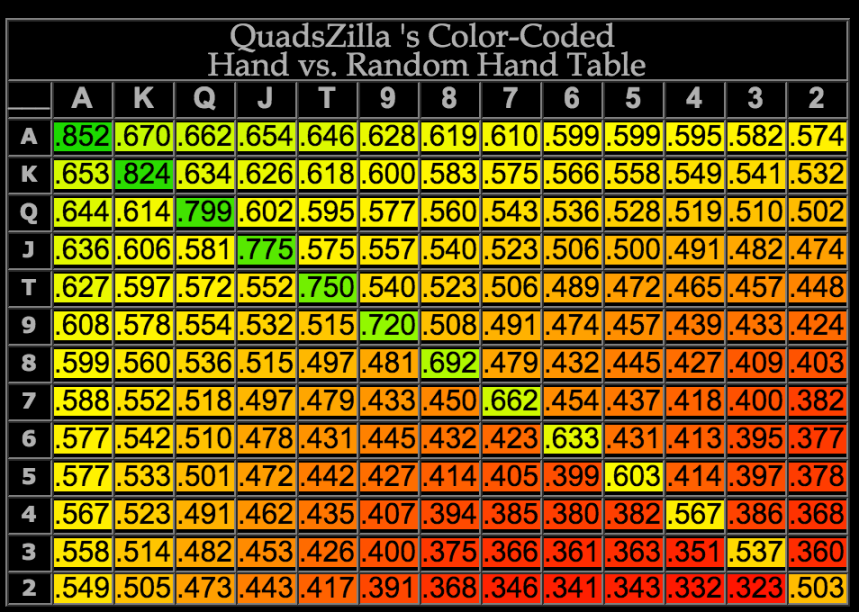 QuadsZilla 's Color-Coded
Hand vs. Random Hand Table
A K Q J T 9 8 7 6 5 4 3 2
A .852 .670 .662 .654 .646 .628 .619 .610 .599 .599 .595 .582 .574
K .653 .824 .634 .626 .618 .600 .583 .575 .566 .558 .549 .541 .532
Q .644 .614 .799 .602 .595 .577 .560 .543 .536 .528 .519 .510 .502
J .636 .606 .581 .775 .575 .557 .540 .523 .506 .500 .491 .482 .474
T .627 .597 .572 .552 .750 .540 .523 .506 .489 .472 .465 .457 .448
9 .608 .578 .554 .532 .515 .720 .508 .491 .474 .457 .439 .433 .424
8 .599 .560 .536 .515 .497 .481 .692 .479 .432 .445 .427 .409 .403
7 .588 .552 .518 .497 .479 .433 .450 .662 .454 .437 .418 .400 .382
6 .577 .542 .510 .478 .431 .445 .432 .423 .633 .431 .413 .395 .377
5 .577 .533 .501 .472 .442 .427 .414 .405 .399 .603 .414 .397 .378
4 .567 .523 .491 .462 .435 .407 .394 .385 .380 .382 .567 .386 .368
3 .558 .514 .482 .453 .426 .400 .375 .366 .361 .363 .351 .537 .360
2 .549 .505 .473 .443 .417 .391 .368 .346 .341 .343 .332 .323 .503